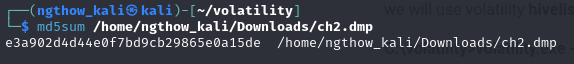 ┌──(ngthow_kali㉿kali)-[~/volatility]
└─$ md5sum /home/ngthow_kali/Downloads/ch2.dmp
e3a902d4d44e0f7bd9cb29865e0a15de  /home/ngthow_kali/Downloads/ch2.dmp